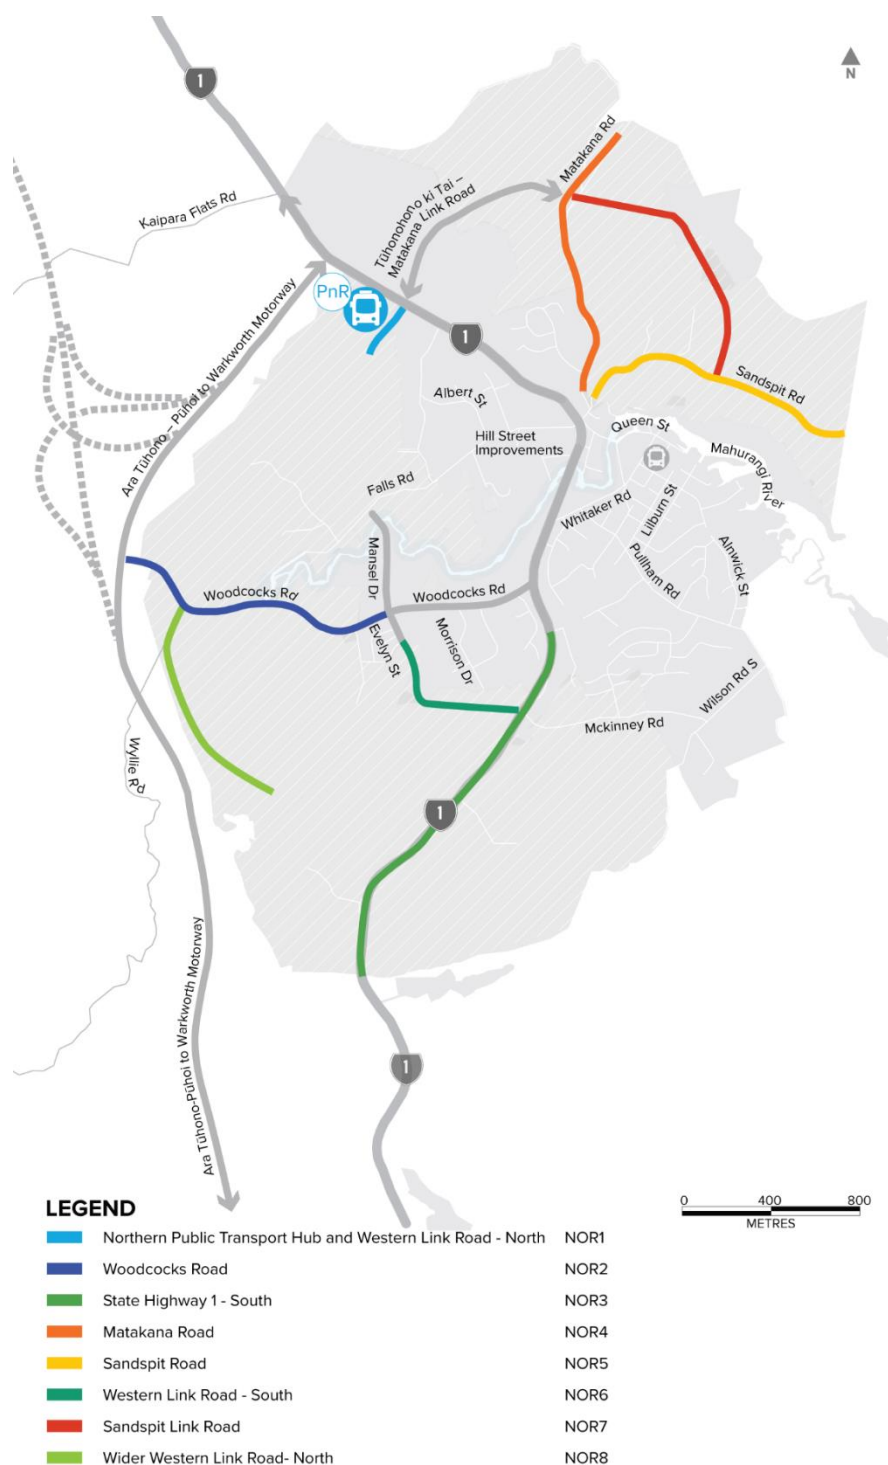 1
N
Matakana Rd
Tūhonohono ki Tai –
Matakana Link Road
Kaipara Flats Rd
PnR
Ara Tūhono – Pūhoi to Warkworth Motorway
1
Sandspit Rd
Albert St
Queen St
Hill Street
Improvements
Mahurangi
River
Falls Rd
Whitaker Rd
Lilburn St
Alnwick St
Pullham Rd
Mansel Dr
Woodcocks Rd
Woodcocks Rd
Evelyn St
Morrison Dr
Wilson Rd S
Mckinney Rd
Wyllie Rd
1
Ara Tūhono-Pūhoi to Warkworth Motorway
1
LEGEND
0 400 800
METRES
Northern Public Transport Hub and Western Link Road - North NOR1
Woodcocks Road NOR2
State Highway 1 - South NOR3
Matakana Road NOR4
Sandspit Road NOR5
Western Link Road - South NOR6
Sandspit Link Road NOR7
Wider Western Link Road- North NOR8